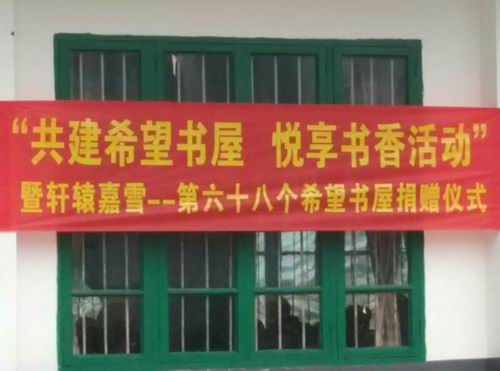 “共建希望书屋 悦享书香活动”
暨轩辕嘉雪--第六十八个希望书屋捐赠仪式